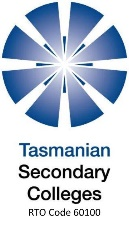 Tasmanian
Secondary
Colleges
RTO Code 60100